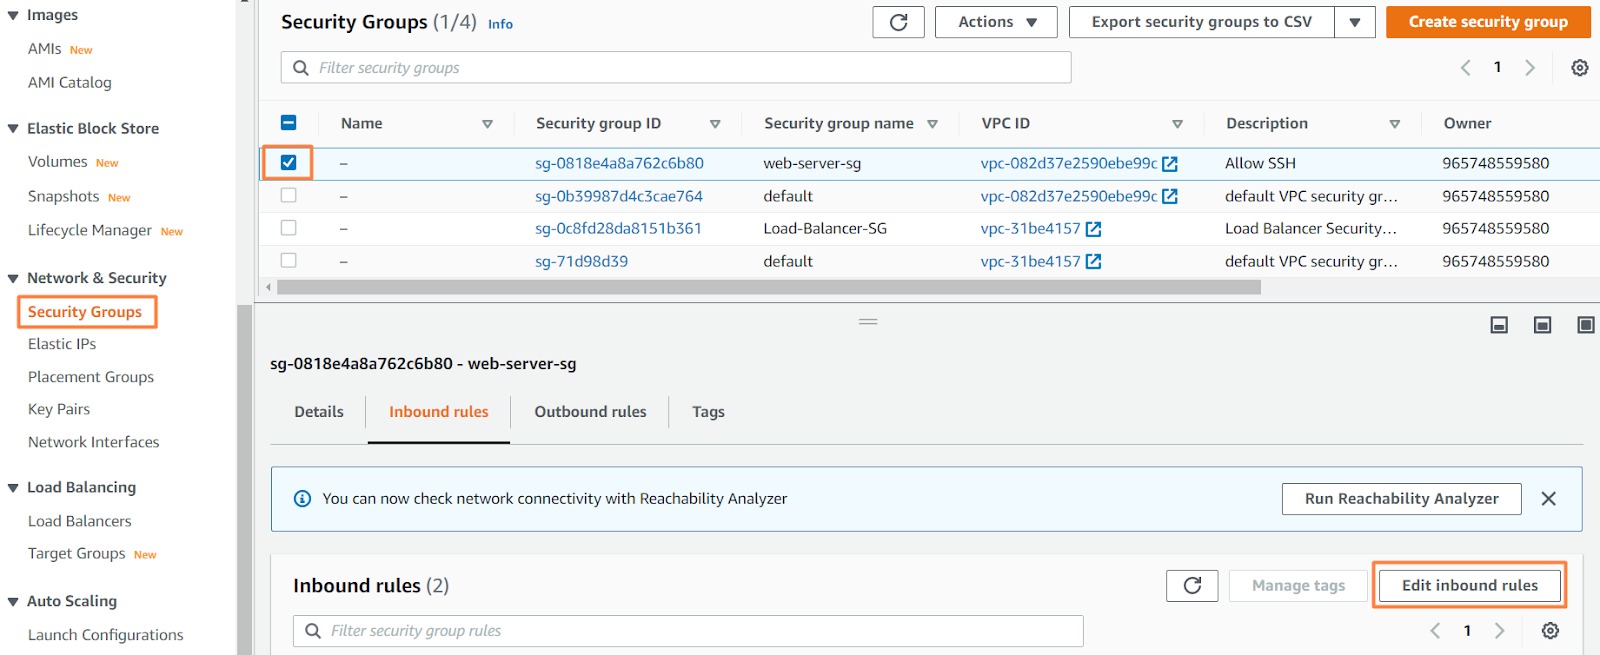 Images
AMIs New
AMI Catalog
Elastic Block Store
Volumes New
Snapshots New
Lifecycle Manager New
Network & Security
Security Groups
Elastic IPs
Placement Groups
Key Pairs
Network Interfaces
Load Balancing
Load Balancers
Target Groups New
Auto Scaling
Launch Configurations
Security Groups (1/4) Info
Actions
Export security groups to CSV
Create security group
Filter security groups
1
Name Security group ID Security group name VPC ID Description Owner
– sg-0818e4a8a762c6b80 web-server-sg vpc-082d37e2590ebe99c Allow SSH 965748559580
– sg-0b39987d4c3cae764 default vpc-082d37e2590ebe99c default VPC security gr... 965748559580
– sg-0c8fd28da8151b361 Load-Balancer-SG vpc-31be4157 Load Balancer Security... 965748559580
– sg-71d98d39 default vpc-31be4157 default VPC security gr... 965748559580
sg-0818e4a8a762c6b80 - web-server-sg
Details Inbound rules Outbound rules Tags
You can now check network connectivity with Reachability Analyzer
Run Reachability Analyzer
Inbound rules (2)
Manage tags
Edit inbound rules
Filter security group rules
1